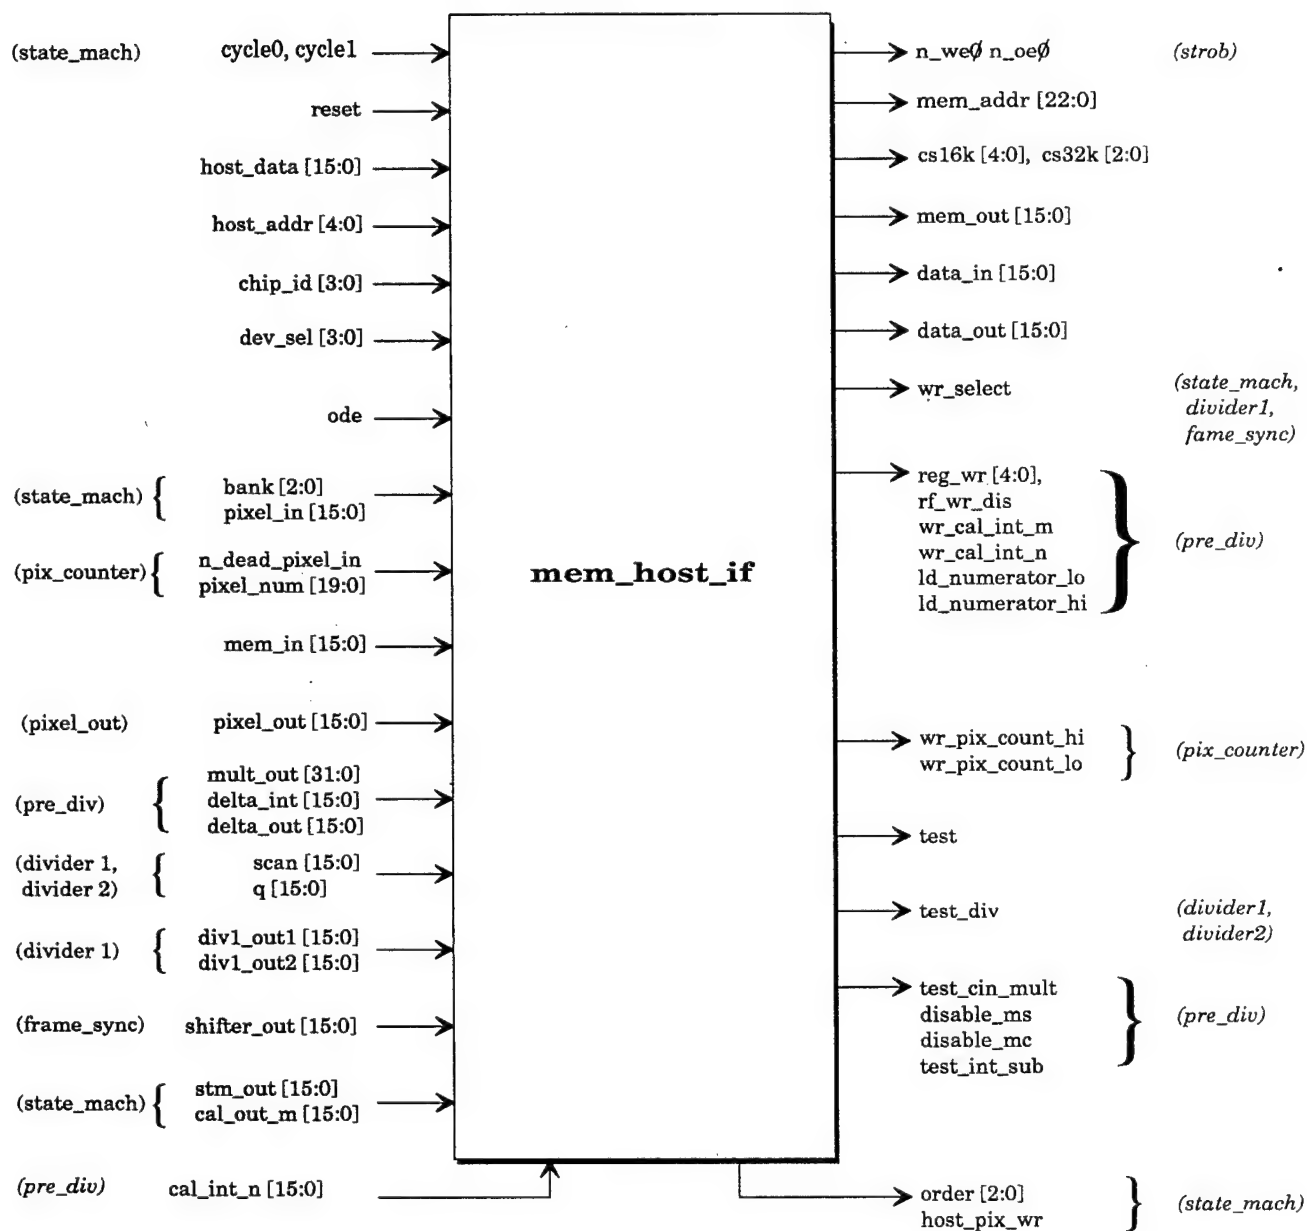 (state_mach) cycle0, cycle1
reset
host_data [15:0]
host_addr [4:0]
chip_id [3:0]
dev_sel [3:0]
ode
(state_mach) { bank [2:0]
pixel_in [15:0]
(pix_counter) { n_dead_pixel_in
pixel_num [19:0]
mem_in [15:0]
(pixel_out) pixel_out [15:0]
(pre_div) { mult_out [31:0]
delta_int [15:0]
delta_out [15:0]
(divider 1,
divider 2) { scan [15:0]
q [15:0]
(divider 1) { div1_out1 [15:0]
div1_out2 [15:0]
(frame_sync) shifter_out [15:0]
(state_mach) { stm_out [15:0]
cal_out_m [15:0]
(pre_div) cal_int_n [15:0]
mem_host_if
n_weø n_oeø (strob)
mem_addr [22:0]
cs16k [4:0], cs32k [2:0]
mem_out [15:0]
data_in [15:0]
data_out [15:0]
wr_select (state_mach,
divider1,
fame_sync)
reg_wr [4:0],
rf_wr_dis
wr_cal_int_m
wr_cal_int_n
ld_numerator_lo
ld_numerator_hi
} (pre_div)
wr_pix_count_hi
wr_pix_count_lo
} (pix_counter)
test
test_div (divider1,
divider2)
test_cin_mult
disable_ms
disable_mc
test_int_sub
} (pre_div)
order [2:0]
host_pix_wr
} (state_mach)